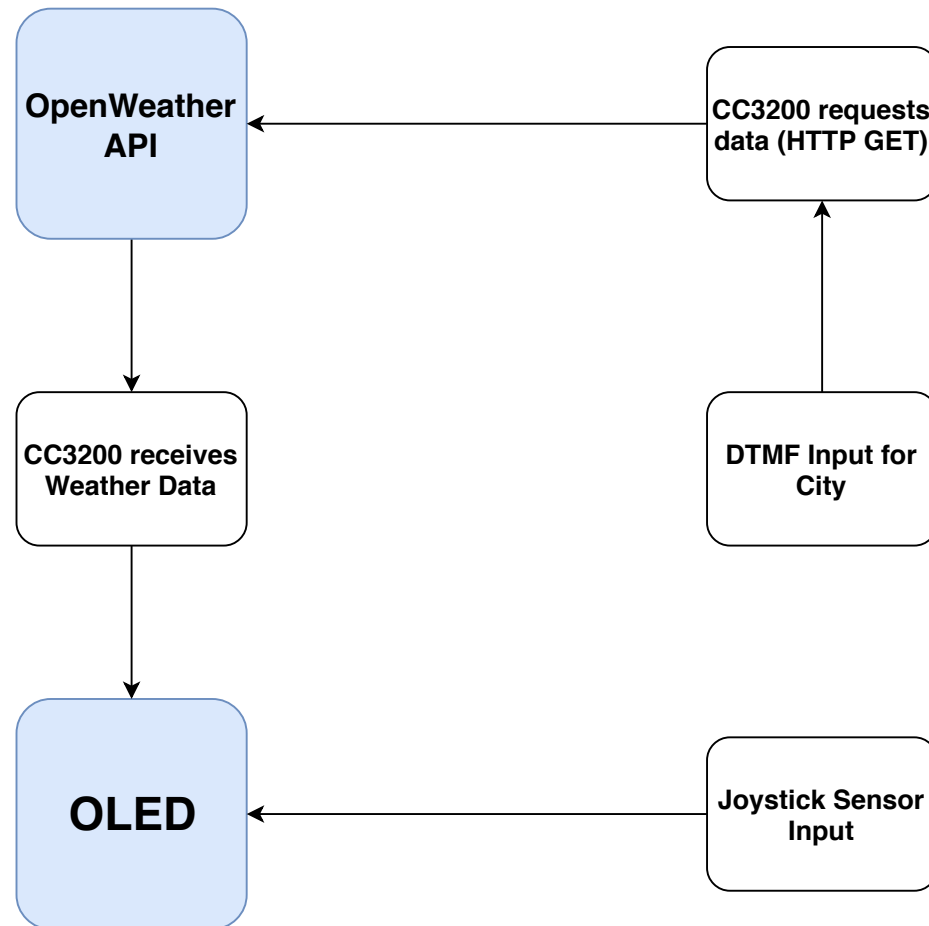 OpenWeather
API
CC3200 requests
data (HTTP GET)
CC3200 receives
Weather Data
DTMF Input for
City
OLED
Joystick Sensor
Input